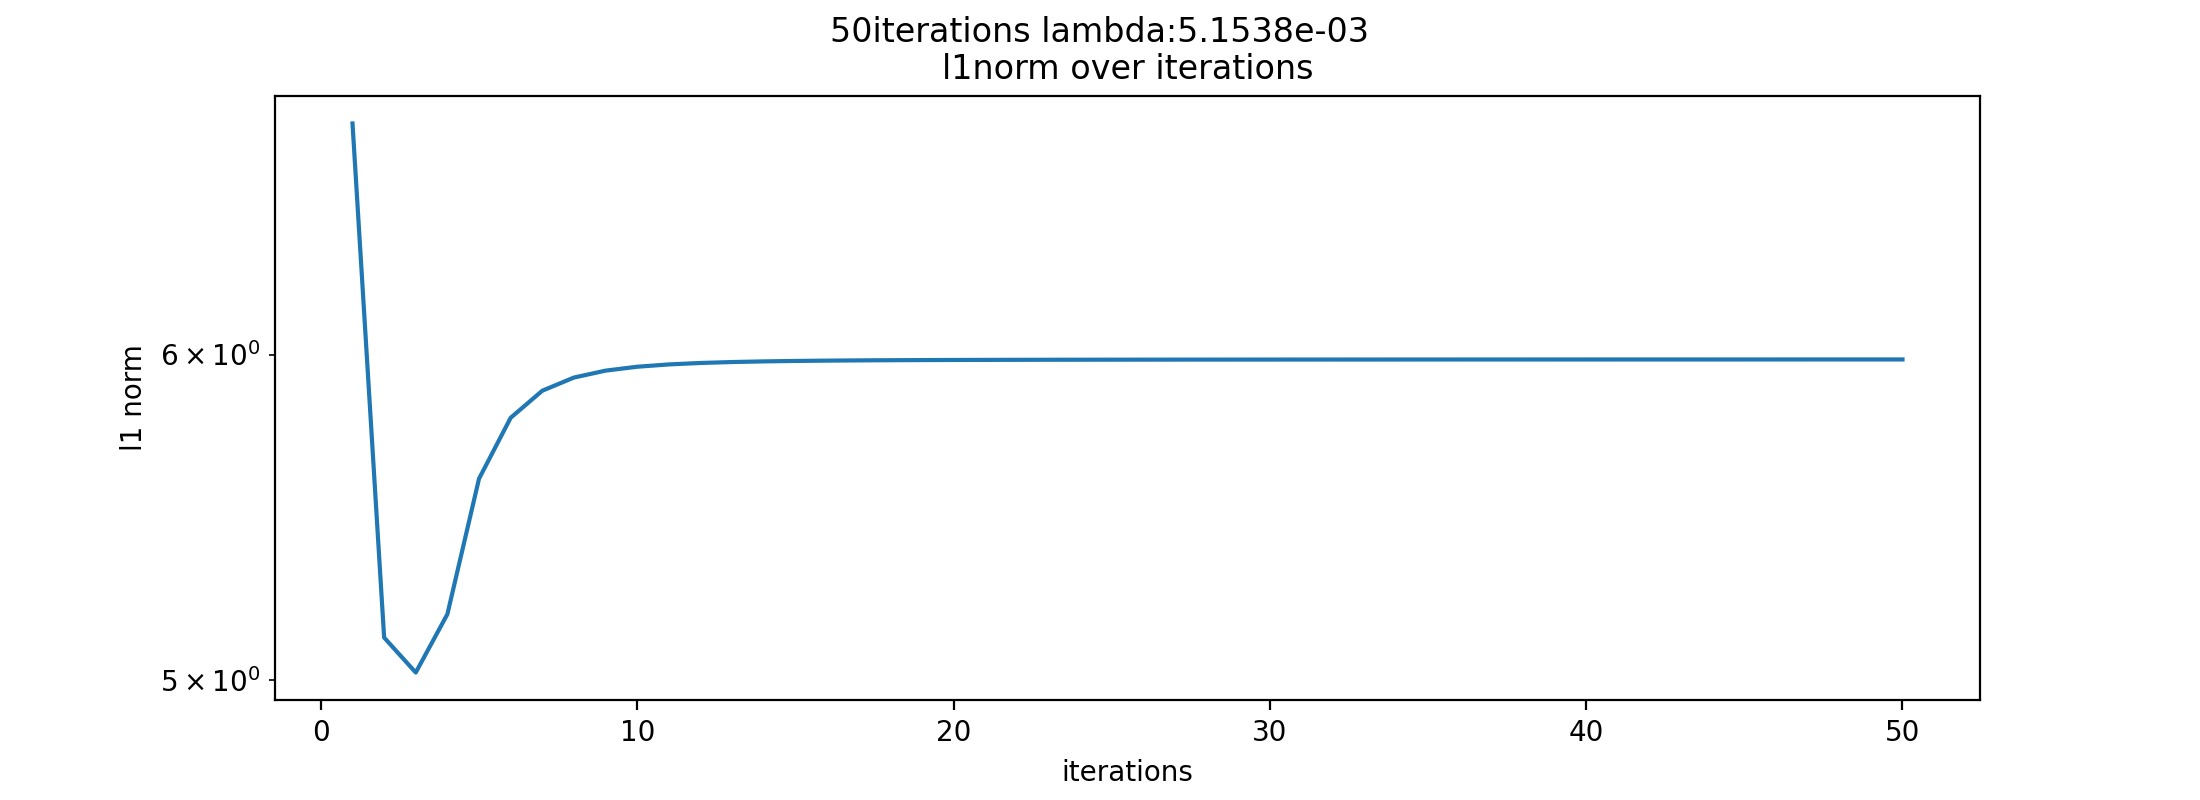 50iterations lambda:5.1538e-03
l1norm over iterations
l1 norm
6 × 10⁰
5 × 10⁰
0 10 20 30 40 50
iterations